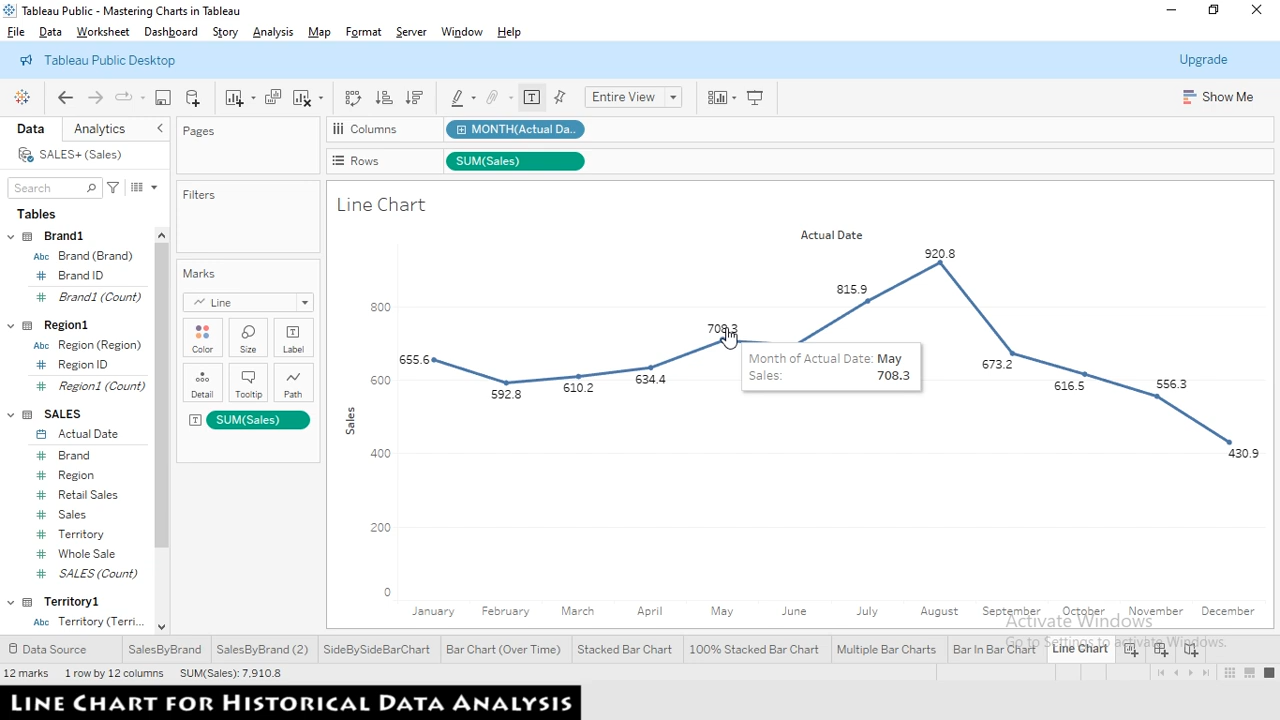 Tableau Public - Mastering Charts in Tableau
File Data Worksheet Dashboard Story Analysis Map Format Server Window Help
Tableau Public Desktop Upgrade
Entire View Show Me
Data Analytics
SALES+ (Sales)
Search
Tables
Brand1
Abc Brand (Brand)
# Brand ID
# Brand1 (Count)
Region1
Abc Region (Region)
# Region ID
# Region1 (Count)
SALES
Actual Date
# Brand
# Region
# Retail Sales
# Sales
# Territory
# Whole Sale
# SALES (Count)
Territory1
Abc Territory (Terri...
Pages
Filters
Marks
Line
Color Size Label
Detail Tooltip Path
SUM(Sales)
Columns MONTH(Actual Da..
Rows SUM(Sales)
Line Chart
Actual Date
Sales
800
600
400
200
0
655.6
592.8
610.2
634.4
708.3
815.9
920.8
673.2
616.5
556.3
430.9
Month of Actual Date: May
Sales: 708.3
January February March April May June July August September October November December
Activate Windows
Go to Settings to activate Windows.
Data Source SalesByBrand SalesByBrand (2) SideBySideBarChart Bar Chart (Over Time) Stacked Bar Chart 100% Stacked Bar Chart Multiple Bar Charts Bar In Bar Chart Line Chart
12 marks 1 row by 12 columns SUM(Sales): 7,910.8
LINE CHART FOR HISTORICAL DATA ANALYSIS